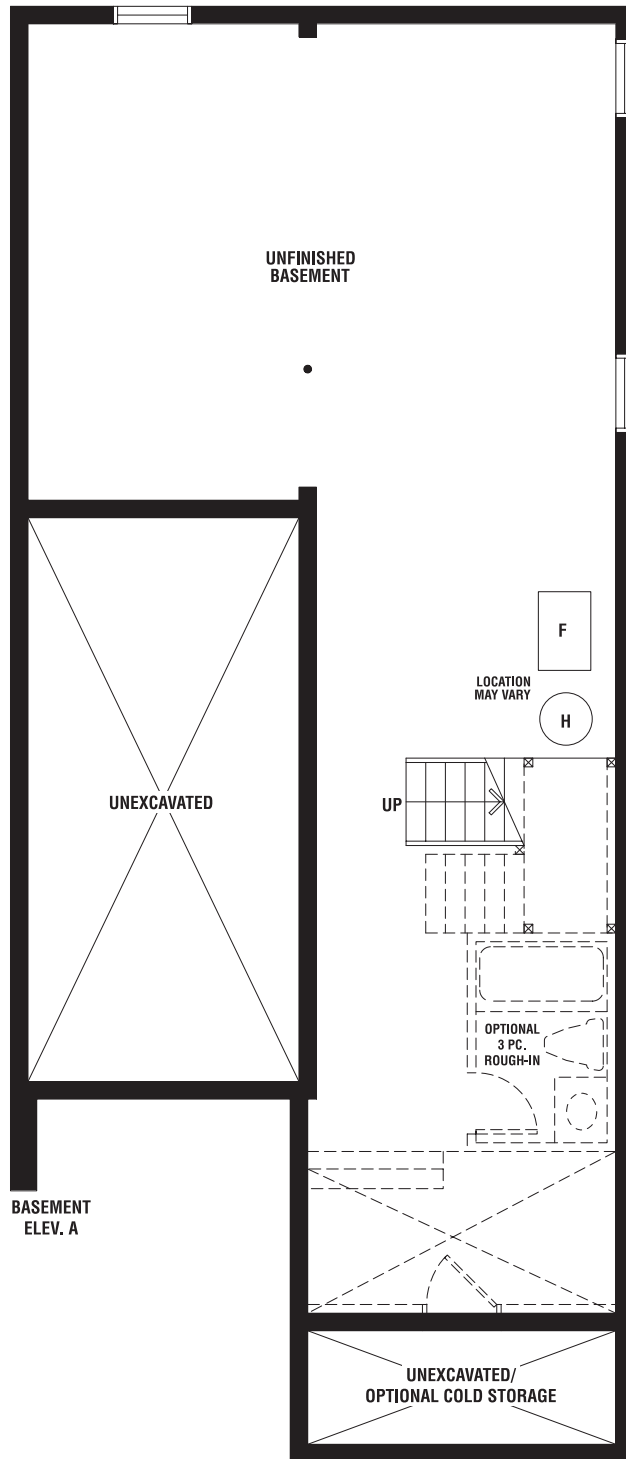 UNFINISHED
BASEMENT
F
LOCATION
MAY VARY
H
UNEXCAVATED
UP
OPTIONAL
3 PC.
ROUGH-IN
BASEMENT
ELEV. A
UNEXCAVATED/
OPTIONAL COLD STORAGE